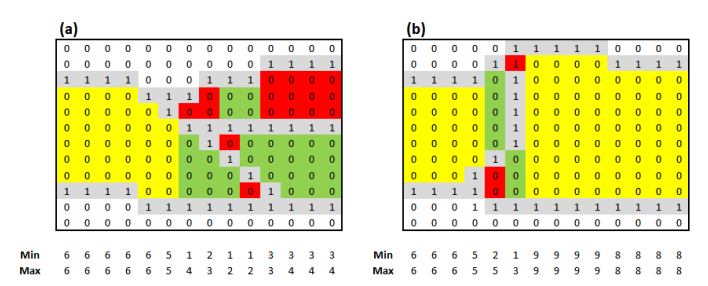 (a) (b)
0 0 0 0 0 0 0 0 0 0 0 0 0 0 0 0 0 0 0 1 1 1 1 1 0 0 0 0
0 0 0 0 0 0 0 0 0 0 1 1 1 1 0 0 0 0 1 1 0 0 0 0 1 1 1 1
1 1 1 1 0 0 0 1 1 1 0 0 0 0 1 1 1 1 0 1 0 0 0 0 0 0 0 0
0 0 0 0 1 1 1 0 0 0 0 0 0 0 0 0 0 0 0 1 0 0 0 0 0 0 0 0
0 0 0 0 0 1 0 0 0 0 0 0 0 0 0 0 0 0 0 1 0 0 0 0 0 0 0 0
0 0 0 0 0 0 1 1 1 1 1 1 1 1 0 0 0 0 0 1 0 0 0 0 0 0 0 0
0 0 0 0 0 0 0 1 0 0 0 0 0 0 0 0 0 0 0 1 0 0 0 0 0 0 0 0
0 0 0 0 0 0 0 0 1 0 0 0 0 0 0 0 0 0 1 0 0 0 0 0 0 0 0 0
0 0 0 0 0 0 0 0 0 1 0 0 0 0 0 0 0 1 0 0 0 0 0 0 0 0 0 0
1 1 1 1 0 0 0 0 0 0 1 0 0 0 1 1 1 1 0 0 0 0 0 0 0 0 0 0
0 0 0 0 1 1 1 1 1 1 1 1 1 1 0 0 0 1 1 1 1 1 1 1 1 1 1 1
0 0 0 0 0 0 0 0 0 0 0 0 0 0 0 0 0 0 0 0 0 0 0 0 0 0 0 0
Min 6 6 6 6 6 5 1 2 1 1 3 3 3 3 Min 6 6 6 5 2 1 9 9 9 9 8 8 8 8
Max 6 6 6 6 6 5 4 3 2 2 3 4 4 4 Max 6 6 6 5 5 3 9 9 9 9 8 8 8 8